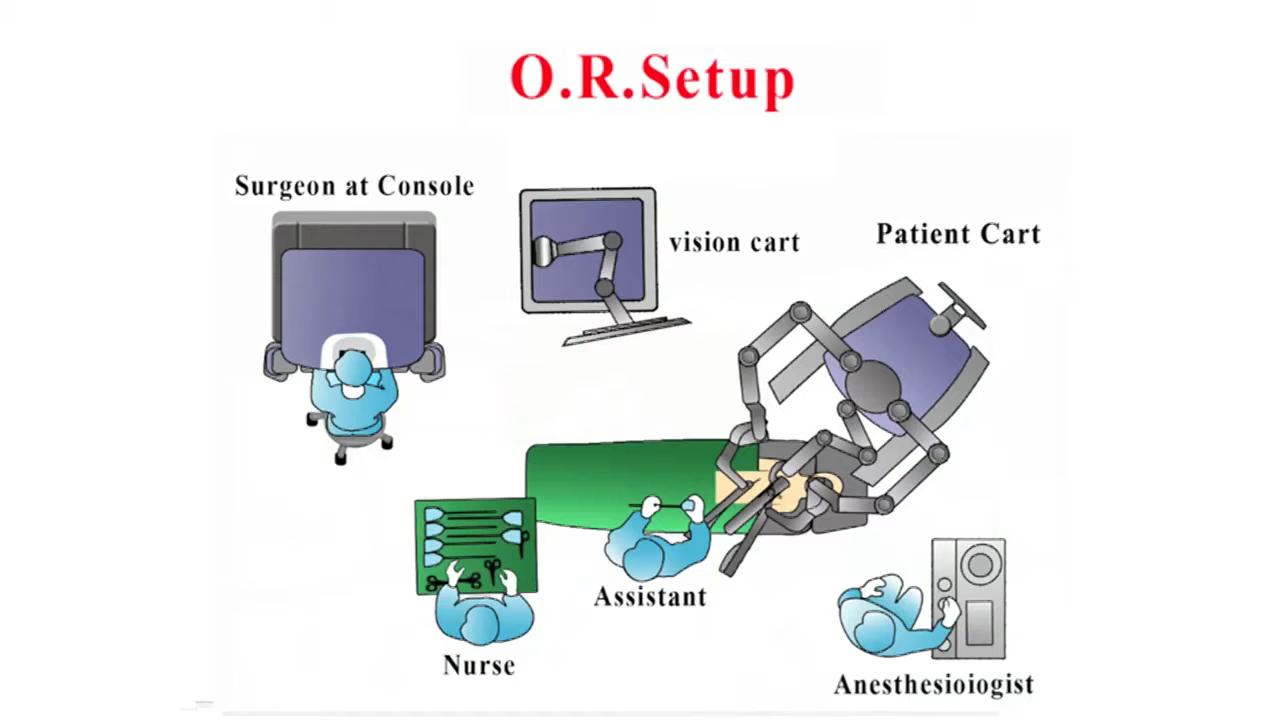 O.R.Setup
Surgeon at Console
vision cart
Patient Cart
Assistant
Nurse
Anesthesioiogist